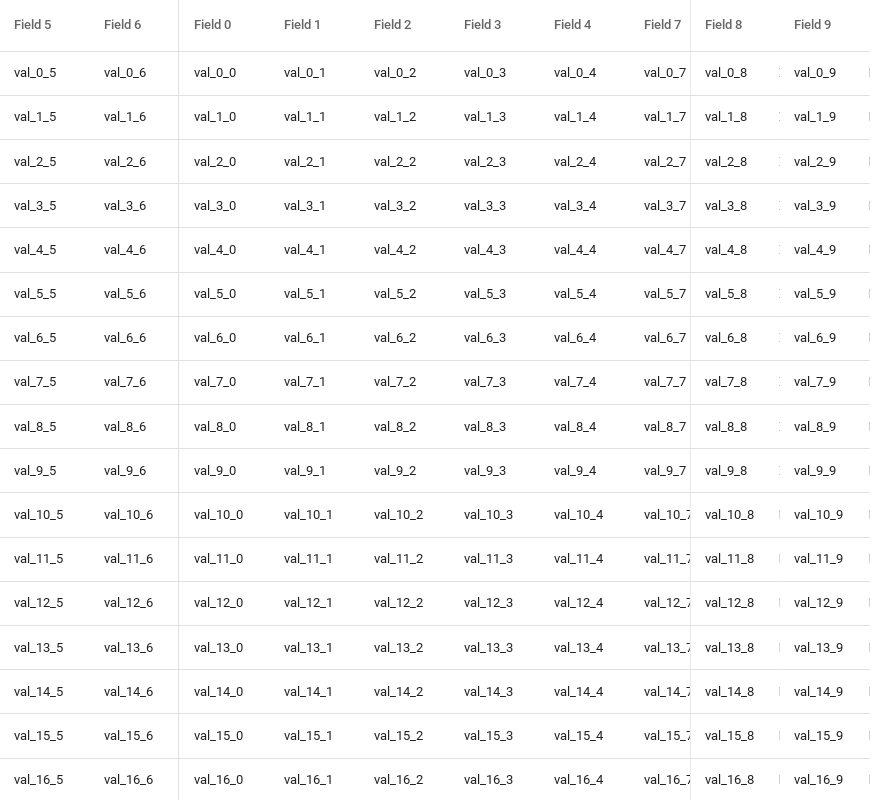 Field 5 Field 6 Field 0 Field 1 Field 2 Field 3 Field 4 Field 7 Field 8 Field 9
val_0_5 val_0_6 val_0_0 val_0_1 val_0_2 val_0_3 val_0_4 val_0_7 val_0_8 val_0_9
val_1_5 val_1_6 val_1_0 val_1_1 val_1_2 val_1_3 val_1_4 val_1_7 val_1_8 val_1_9
val_2_5 val_2_6 val_2_0 val_2_1 val_2_2 val_2_3 val_2_4 val_2_7 val_2_8 val_2_9
val_3_5 val_3_6 val_3_0 val_3_1 val_3_2 val_3_3 val_3_4 val_3_7 val_3_8 val_3_9
val_4_5 val_4_6 val_4_0 val_4_1 val_4_2 val_4_3 val_4_4 val_4_7 val_4_8 val_4_9
val_5_5 val_5_6 val_5_0 val_5_1 val_5_2 val_5_3 val_5_4 val_5_7 val_5_8 val_5_9
val_6_5 val_6_6 val_6_0 val_6_1 val_6_2 val_6_3 val_6_4 val_6_7 val_6_8 val_6_9
val_7_5 val_7_6 val_7_0 val_7_1 val_7_2 val_7_3 val_7_4 val_7_7 val_7_8 val_7_9
val_8_5 val_8_6 val_8_0 val_8_1 val_8_2 val_8_3 val_8_4 val_8_7 val_8_8 val_8_9
val_9_5 val_9_6 val_9_0 val_9_1 val_9_2 val_9_3 val_9_4 val_9_7 val_9_8 val_9_9
val_10_5 val_10_6 val_10_0 val_10_1 val_10_2 val_10_3 val_10_4 val_10_7 val_10_8 val_10_9
val_11_5 val_11_6 val_11_0 val_11_1 val_11_2 val_11_3 val_11_4 val_11_7 val_11_8 val_11_9
val_12_5 val_12_6 val_12_0 val_12_1 val_12_2 val_12_3 val_12_4 val_12_7 val_12_8 val_12_9
val_13_5 val_13_6 val_13_0 val_13_1 val_13_2 val_13_3 val_13_4 val_13_7 val_13_8 val_13_9
val_14_5 val_14_6 val_14_0 val_14_1 val_14_2 val_14_3 val_14_4 val_14_7 val_14_8 val_14_9
val_15_5 val_15_6 val_15_0 val_15_1 val_15_2 val_15_3 val_15_4 val_15_7 val_15_8 val_15_9
val_16_5 val_16_6 val_16_0 val_16_1 val_16_2 val_16_3 val_16_4 val_16_7 val_16_8 val_16_9